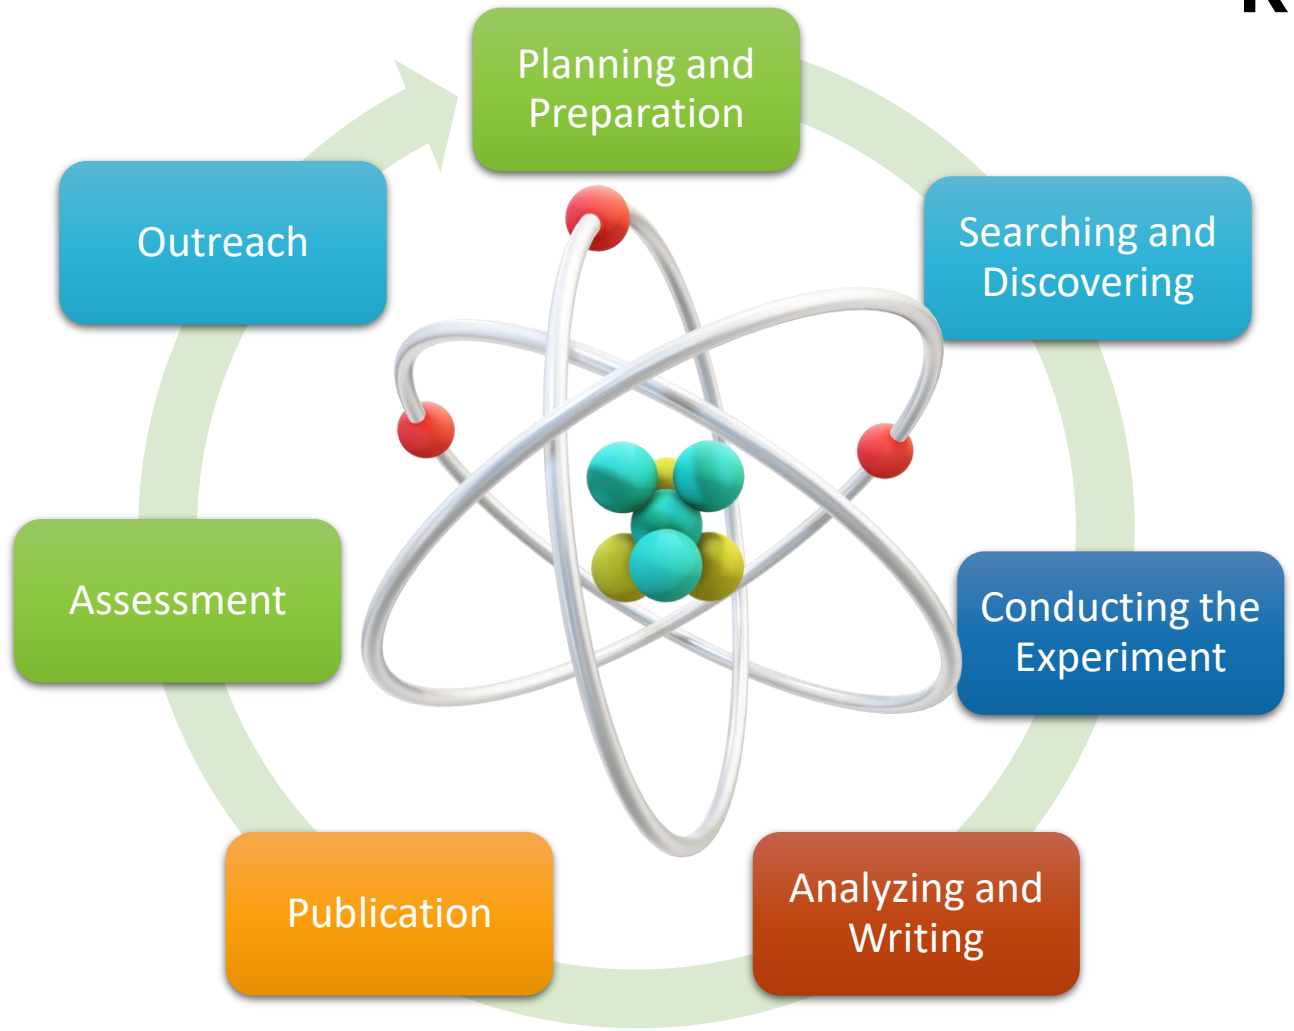 Planning and
Preparation
Searching and
Discovering
Conducting the
Experiment
Analyzing and
Writing
Publication
Assessment
Outreach